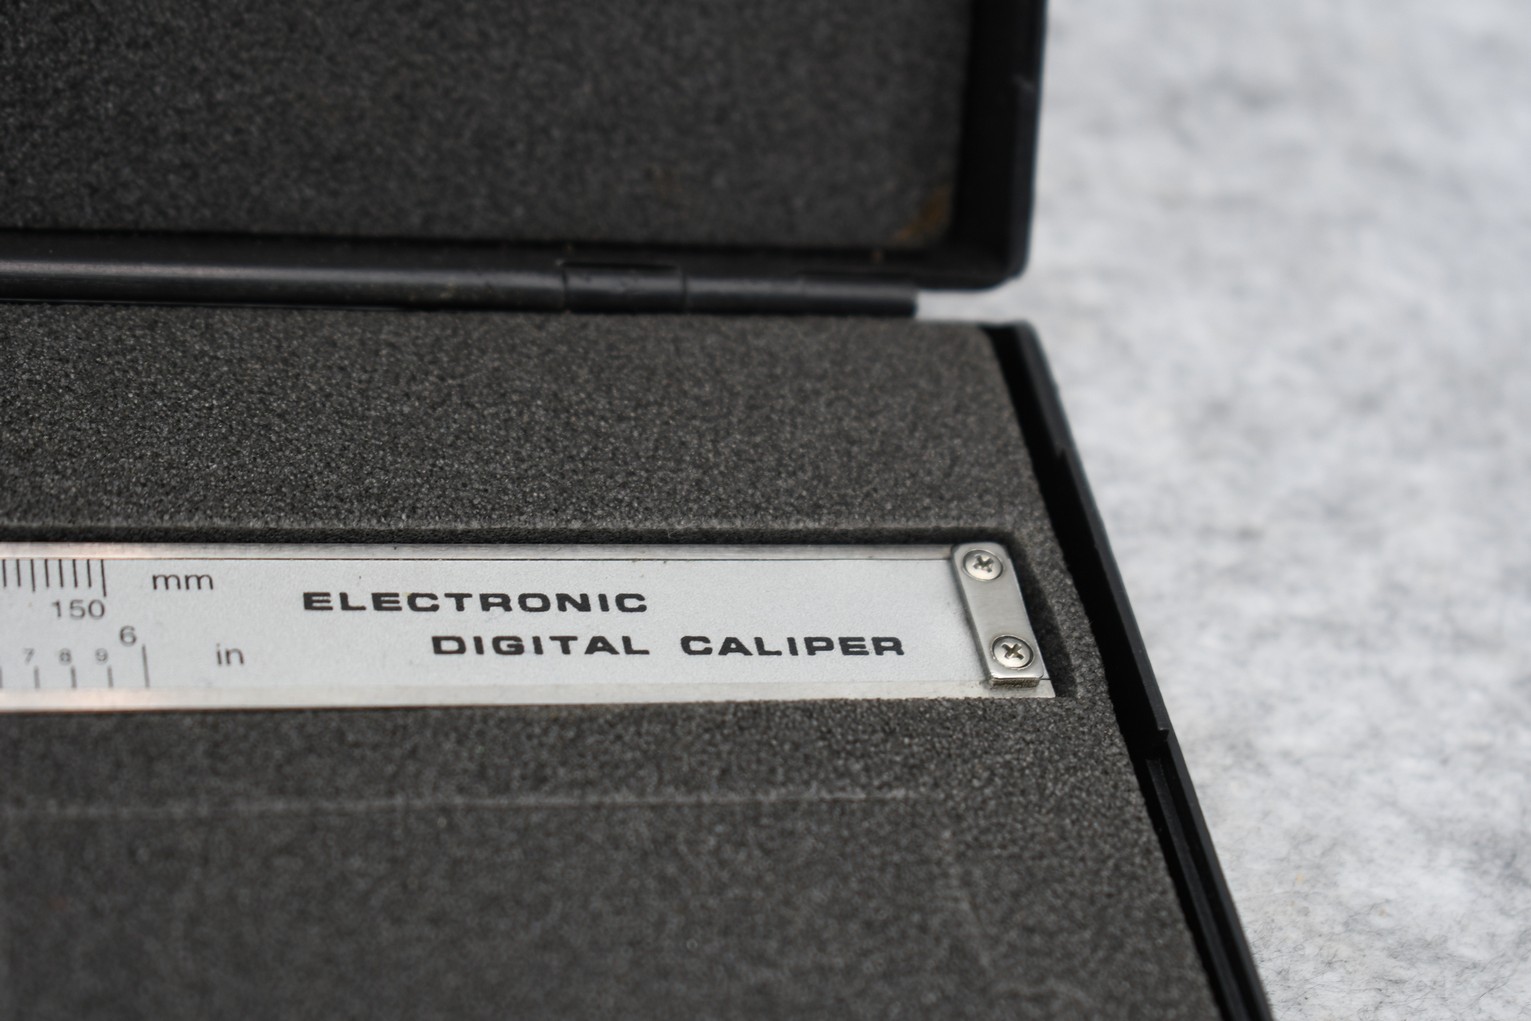 mm
ELECTRONIC
150
DIGITAL CALIPER
6
7 8 9
in